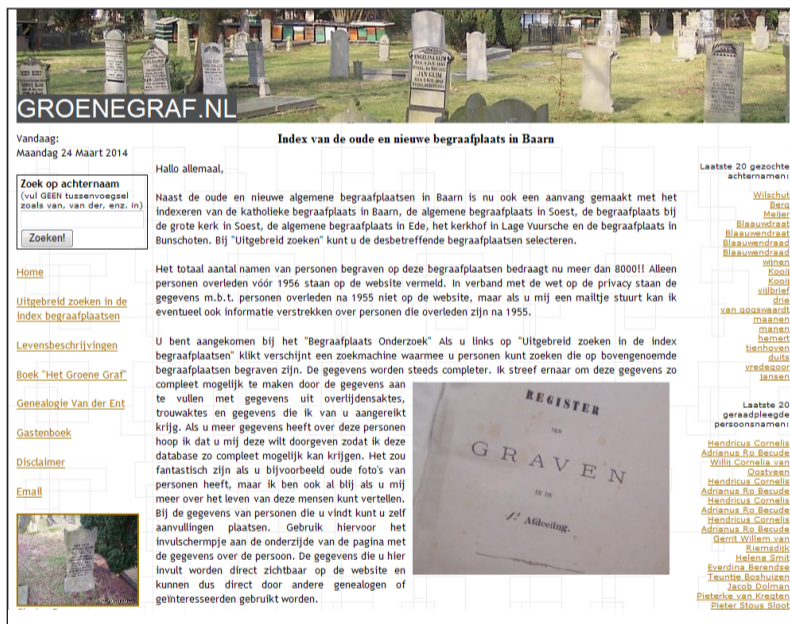 GROENEGRAF.NL
Vandaag:
Maandag 24 Maart 2014
Zoek op achternaam
(vul GEEN tussenvoegsel
zoals van, van der, enz. in)
Zoeken!
Home
Uitgebreid zoeken in de
index begraafplaatsen
Levensbeschrijvingen
Boek "Het Groene Graf"
Genealogie Van der Ent
Gastenboek
Disclaimer
Email
Index van de oude en nieuwe begraafplaats in Baarn
Hallo allemaal,
Naast de oude en nieuwe algemene begraafplaatsen in Baarn is nu ook een aanvang gemaakt met het
indexeren van de katholieke begraafplaats in Baarn, de algemene begraafplaats in Soest, de begraafplaats bij
de grote kerk in Soest, de algemene begraafplaats in Ede, het kerkhof in Lage Vuursche en de begraafplaats in
Bunschoten. Bij "Uitgebreid zoeken" kunt u de desbetreffende begraafplaatsen selecteren.
Het totaal aantal namen van personen begraven op deze begraafplaatsen bedraagt nu meer dan 8000!! Alleen
personen overleden vóór 1956 staan op de website vermeld. In verband met de wet op de privacy staan de
gegevens m.b.t. personen overleden na 1955 niet op de website, maar als u mij een mailtje stuurt kan ik
eventueel ook informatie verstrekken over personen die overleden zijn na 1955.
U bent aangekomen bij het "Begraafplaats Onderzoek" Als u links op "Uitgebreid zoeken in de index
begraafplaatsen" klikt verschijnt een zoekmachine waarmee u personen kunt zoeken die op bovengenoemde
begraafplaatsen begraven zijn. De gegevens worden steeds completer. Ik streef ernaar om deze gegevens zo
compleet mogelijk te maken door de gegevens aan
te vullen met gegevens uit overlijdensaktes,
trouwaktes en gegevens die ik van u aangereikt
krijg. Als u meer gegevens heeft over deze personen
hoop ik dat u mij deze wilt doorgeven zodat ik deze
database zo compleet mogelijk kan krijgen. Het zou
fantastisch zijn als u bijvoorbeeld oude foto's van
personen heeft, maar ik ben ook al blij als u mij
meer over het leven van deze mensen kunt vertellen.
Bij de gegevens van personen die u vindt kunt u zelf
aanvullingen plaatsen. Gebruik hiervoor het
invulschermpje aan de onderzijde van de pagina met
de gegevens over de persoon. De gegevens die u hier
invult worden direct zichtbaar op de website en
kunnen dus direct door andere genealogen of
geïnteresseerden gebruikt worden.
REGISTER
DER
GRAVEN
IN DE
1e Afdeeling.
Laatste 20 gezochte
achternamen:
Wilschut
Berg
Meijer
Blaauwdraat
Blaauwendraat
Blaauwendraad
Blaauwendraad
wijnen
Kooij
Kooij
vijlbrief
drie
van googswaardt
maanen
manen
hemert
tienhoven
duits
vredegoor
jansen
Laatste 20
geraadpleegde
persoonsnamen:
Hendricus Cornelis
Adrianus Ro Becude
Willij Cornelia van
Oostveen
Hendricus Cornelis
Adrianus Ro Becude
Hendricus Cornelis
Adrianus Ro Becude
Hendricus Cornelis
Adrianus Ro Becude
Gerrit Willem van
Riemsdijk
Helena Smit
Everdina Berendse
Teuntje Boshuizen
Jacob Dolman
Pieterke van Kregten
Pieter Stous Sloot